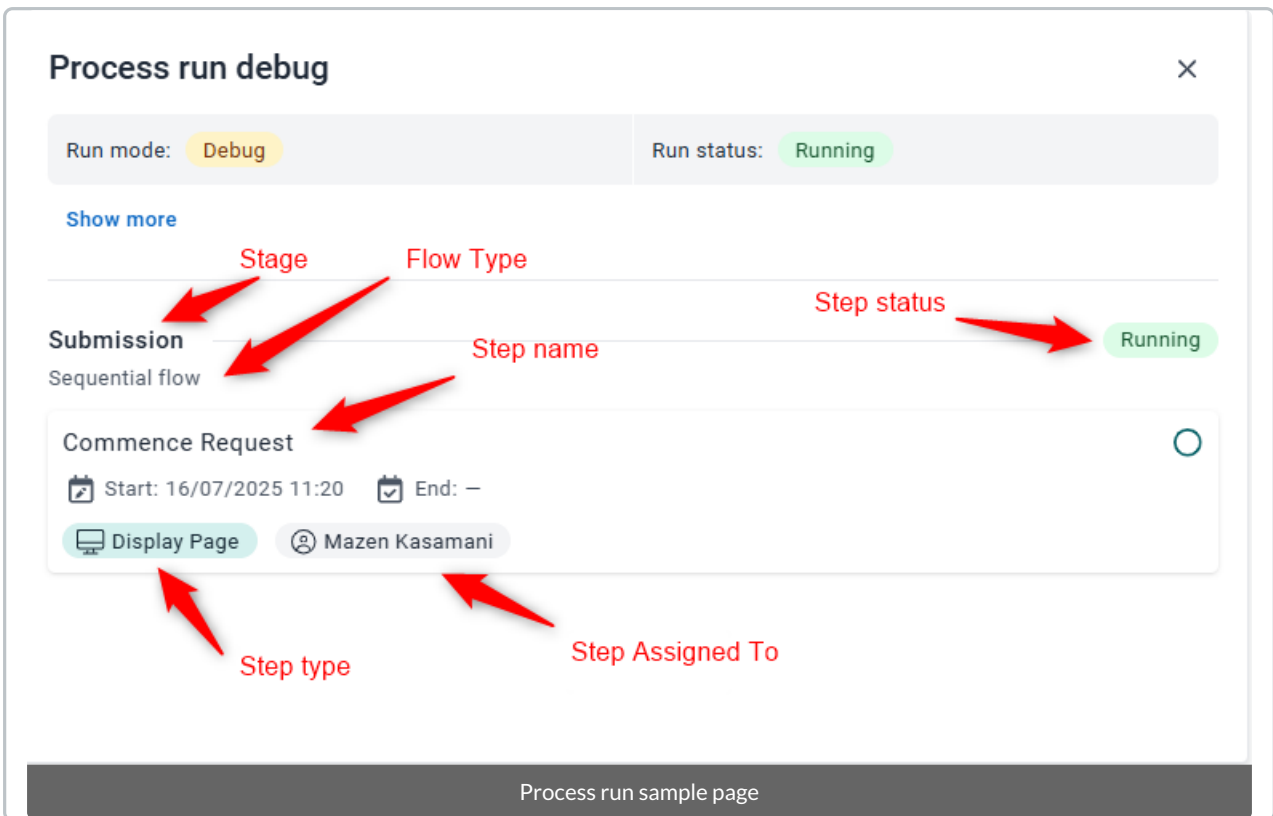 Process run debug
Run mode: Debug
Run status: Running
Show more
Stage
Flow Type
Step status
Submission
Running
Step name
Sequential flow
Commence Request
Start: 16/07/2025 11:20
End: –
Display Page
Mazen Kasamani
Step Assigned To
Step type
Process run sample page